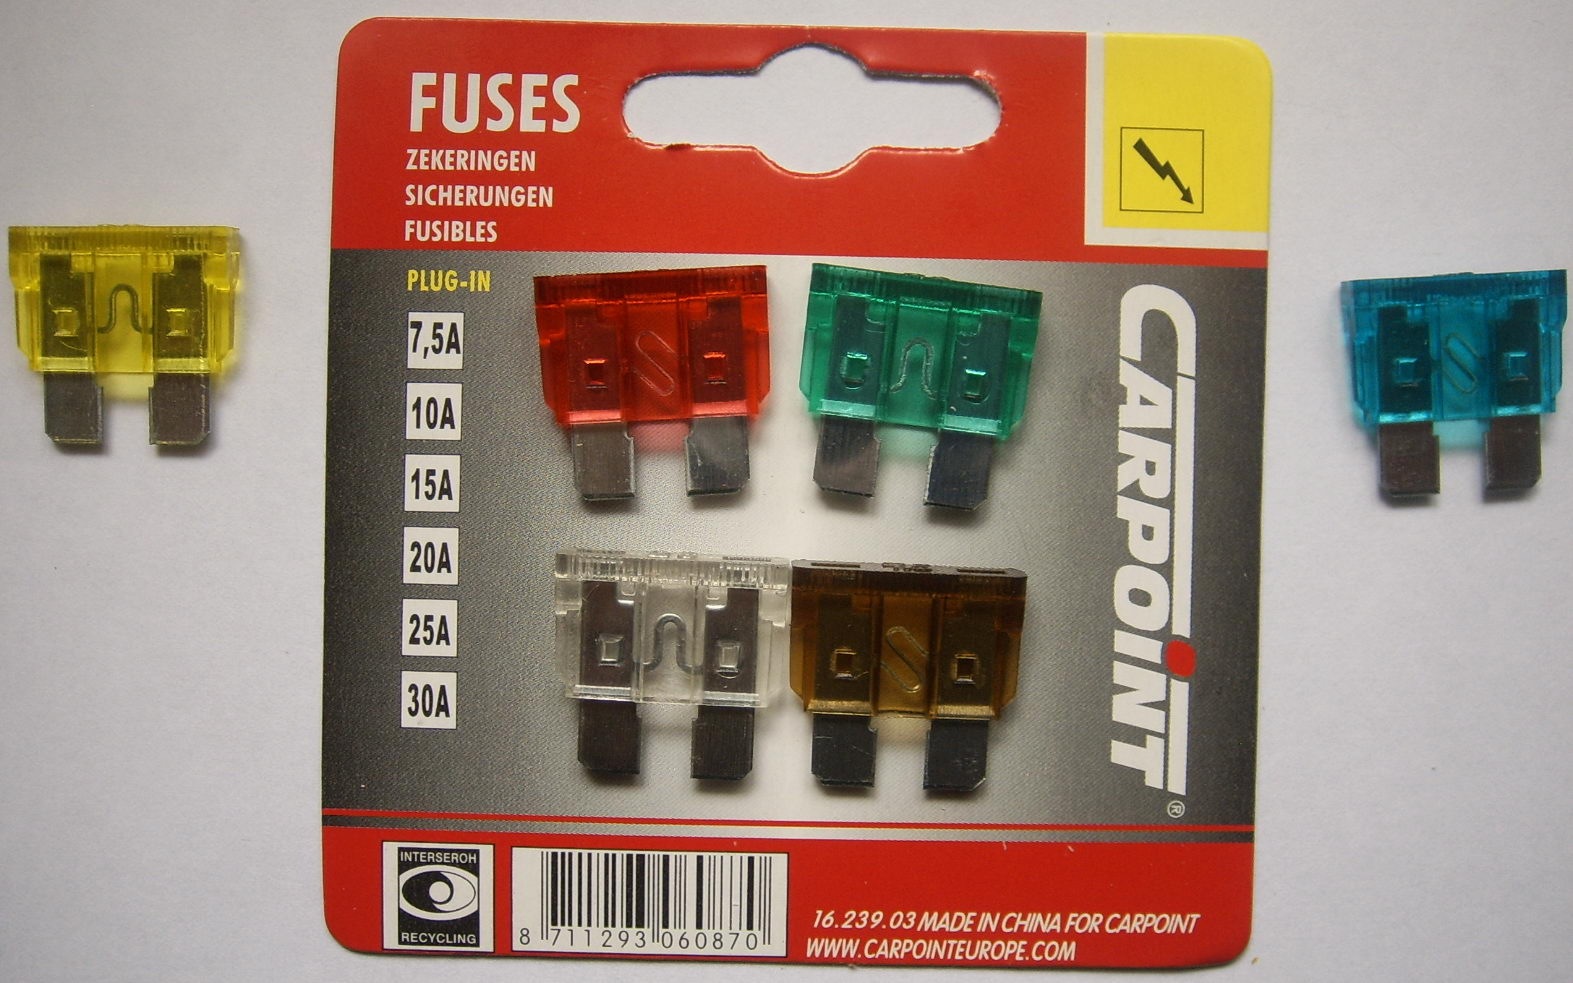 FUSES
ZEKERINGEN
SICHERUNGEN
FUSIBLES
PLUG-IN
7,5A
10A
15A
20A
25A
30A
CARPOINT®
INTERSEROH
RECYCLING
8 711293 060870
16.239.03 MADE IN CHINA FOR CARPOINT
WWW.CARPOINTEUROPE.COM